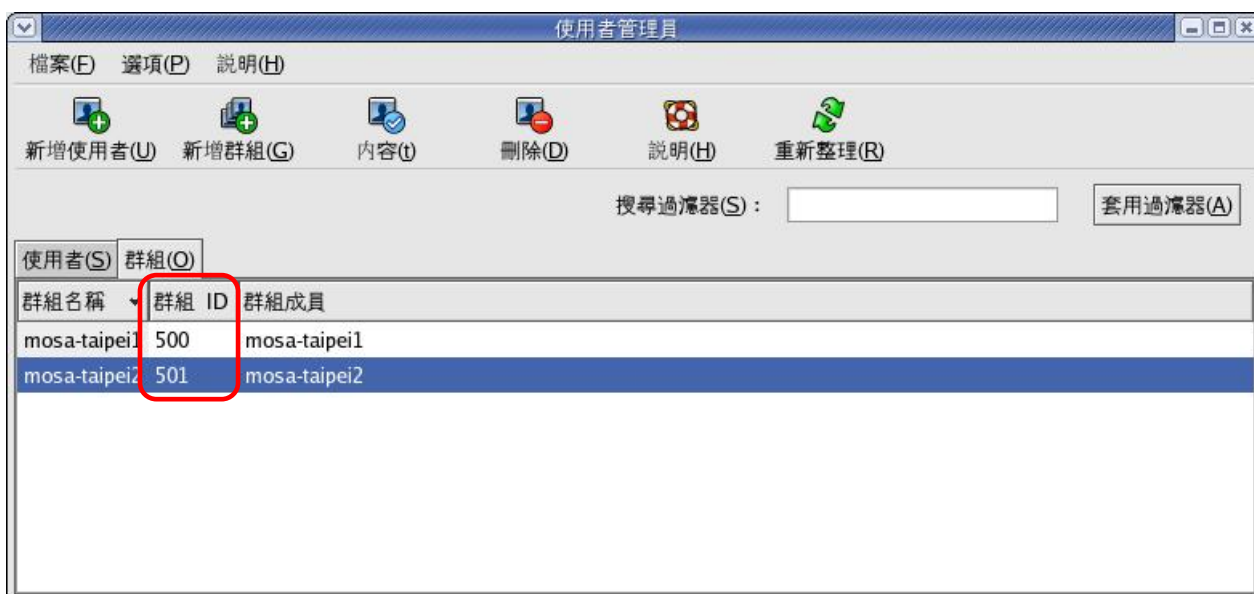 使用者管理員
檔案(F) 選項(P) 説明(H)
新增使用者(U) 新增群組(G) 內容(t) 刪除(D) 説明(H) 重新整理(R)
搜尋過濾器(S)： 套用過濾器(A)
使用者(S) 群組(O)
群組名稱 群組 ID 群組成員
mosa-taipei1 500 mosa-taipei1
mosa-taipei2 501 mosa-taipei2